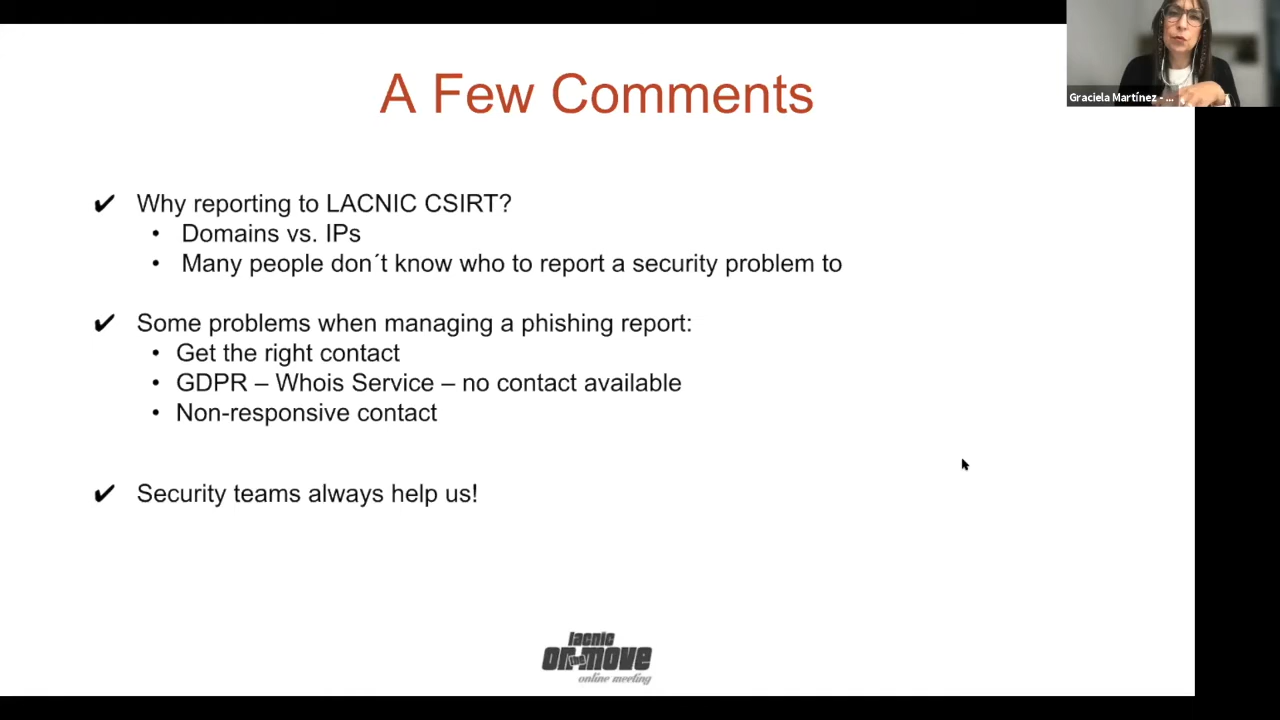 A Few Comments
Graciela Martínez - ...
✔ Why reporting to LACNIC CSIRT?
• Domains vs. IPs
• Many people don´t know who to report a security problem to
✔ Some problems when managing a phishing report:
• Get the right contact
• GDPR – Whois Service – no contact available
• Non-responsive contact
✔ Security teams always help us!
lacnic
on the move
online meeting